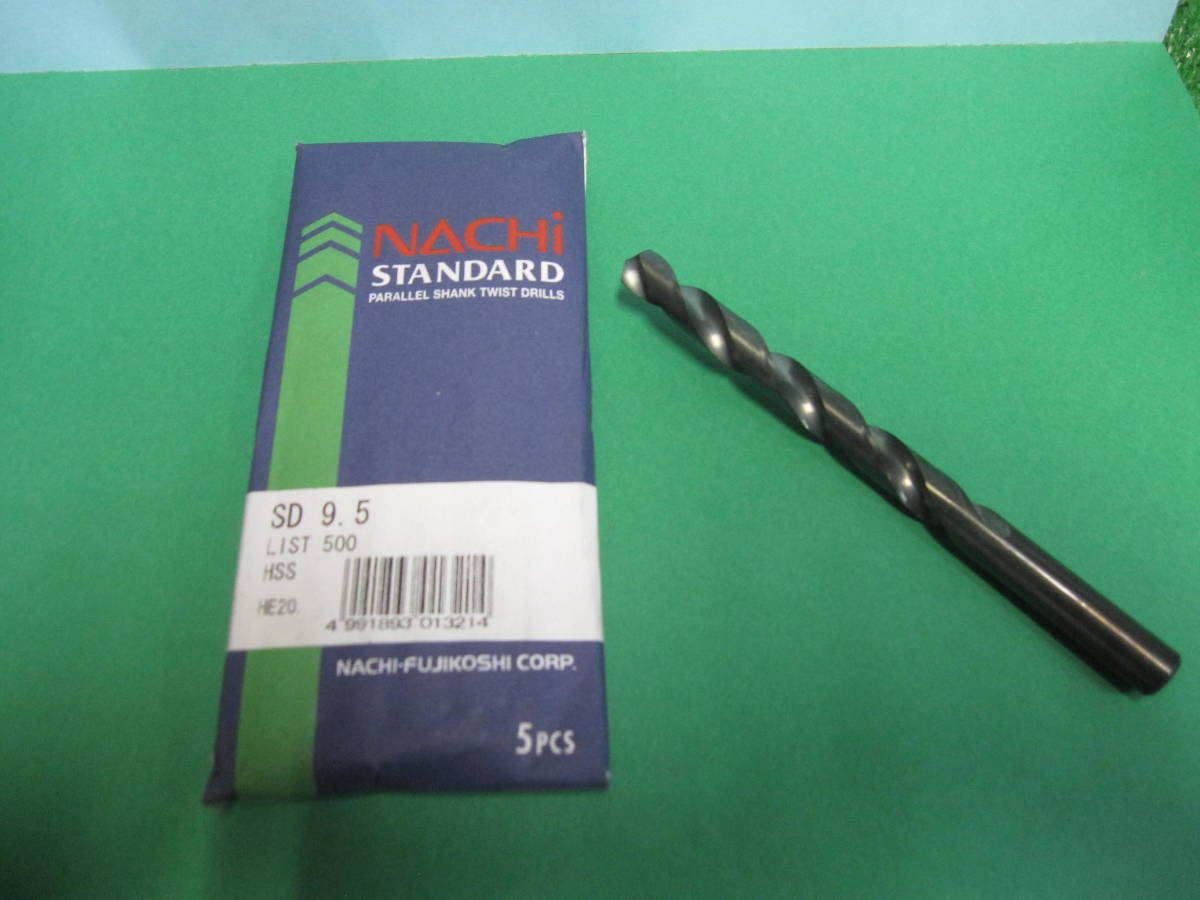 NACHi
STANDARD
PARALLEL SHANK TWIST DRILLS
SD 9.5
LIST 500
HSS
HE20.
4 991893 013214
NACHI-FUJIKOSHI CORP.
5PCS